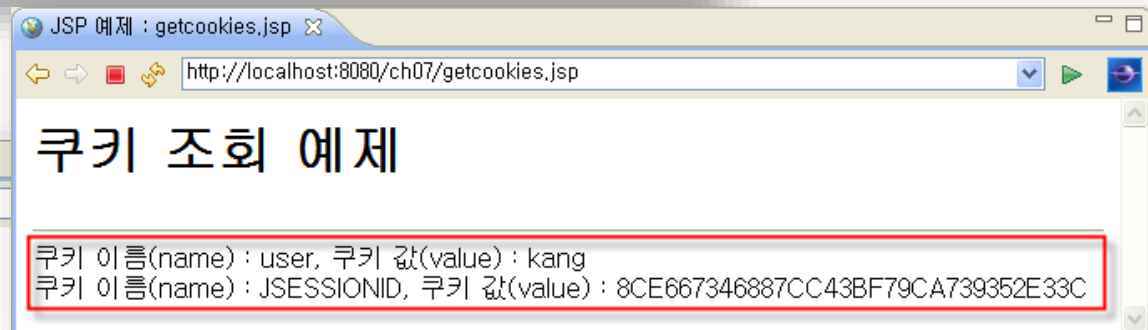 JSP 예제 : getcookies.jsp
http://localhost:8080/ch07/getcookies.jsp
쿠키 조회 예제
쿠키 이름(name) : user, 쿠키 값(value) : kang
쿠키 이름(name) : JSESSIONID, 쿠키 값(value) : 8CE667346887CC43BF79CA739352E33C